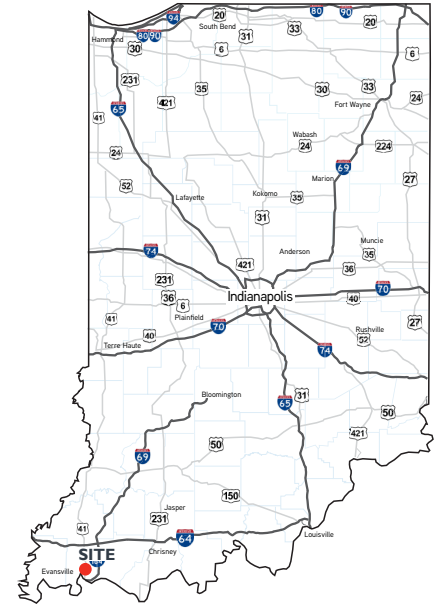 94
20
80
90
20
South Bend
33
31
Hammond
80
90
30
6
6
231
35
30
33
421
24
65
Fort Wayne
41
Wabash
24
224
24
69
27
Marion
52
Kokomo
35
Lafayette
31
Muncie
Anderson
35
74
421
36
231
70
36
6
Indianapolis
40
41
Plainfield
27
70
Rushville
40
52
Terre Haute
74
Bloomington
31
65
50
421
50
69
150
Jasper
231
41
64
Louisville
SITE
Chrisney
Evansville